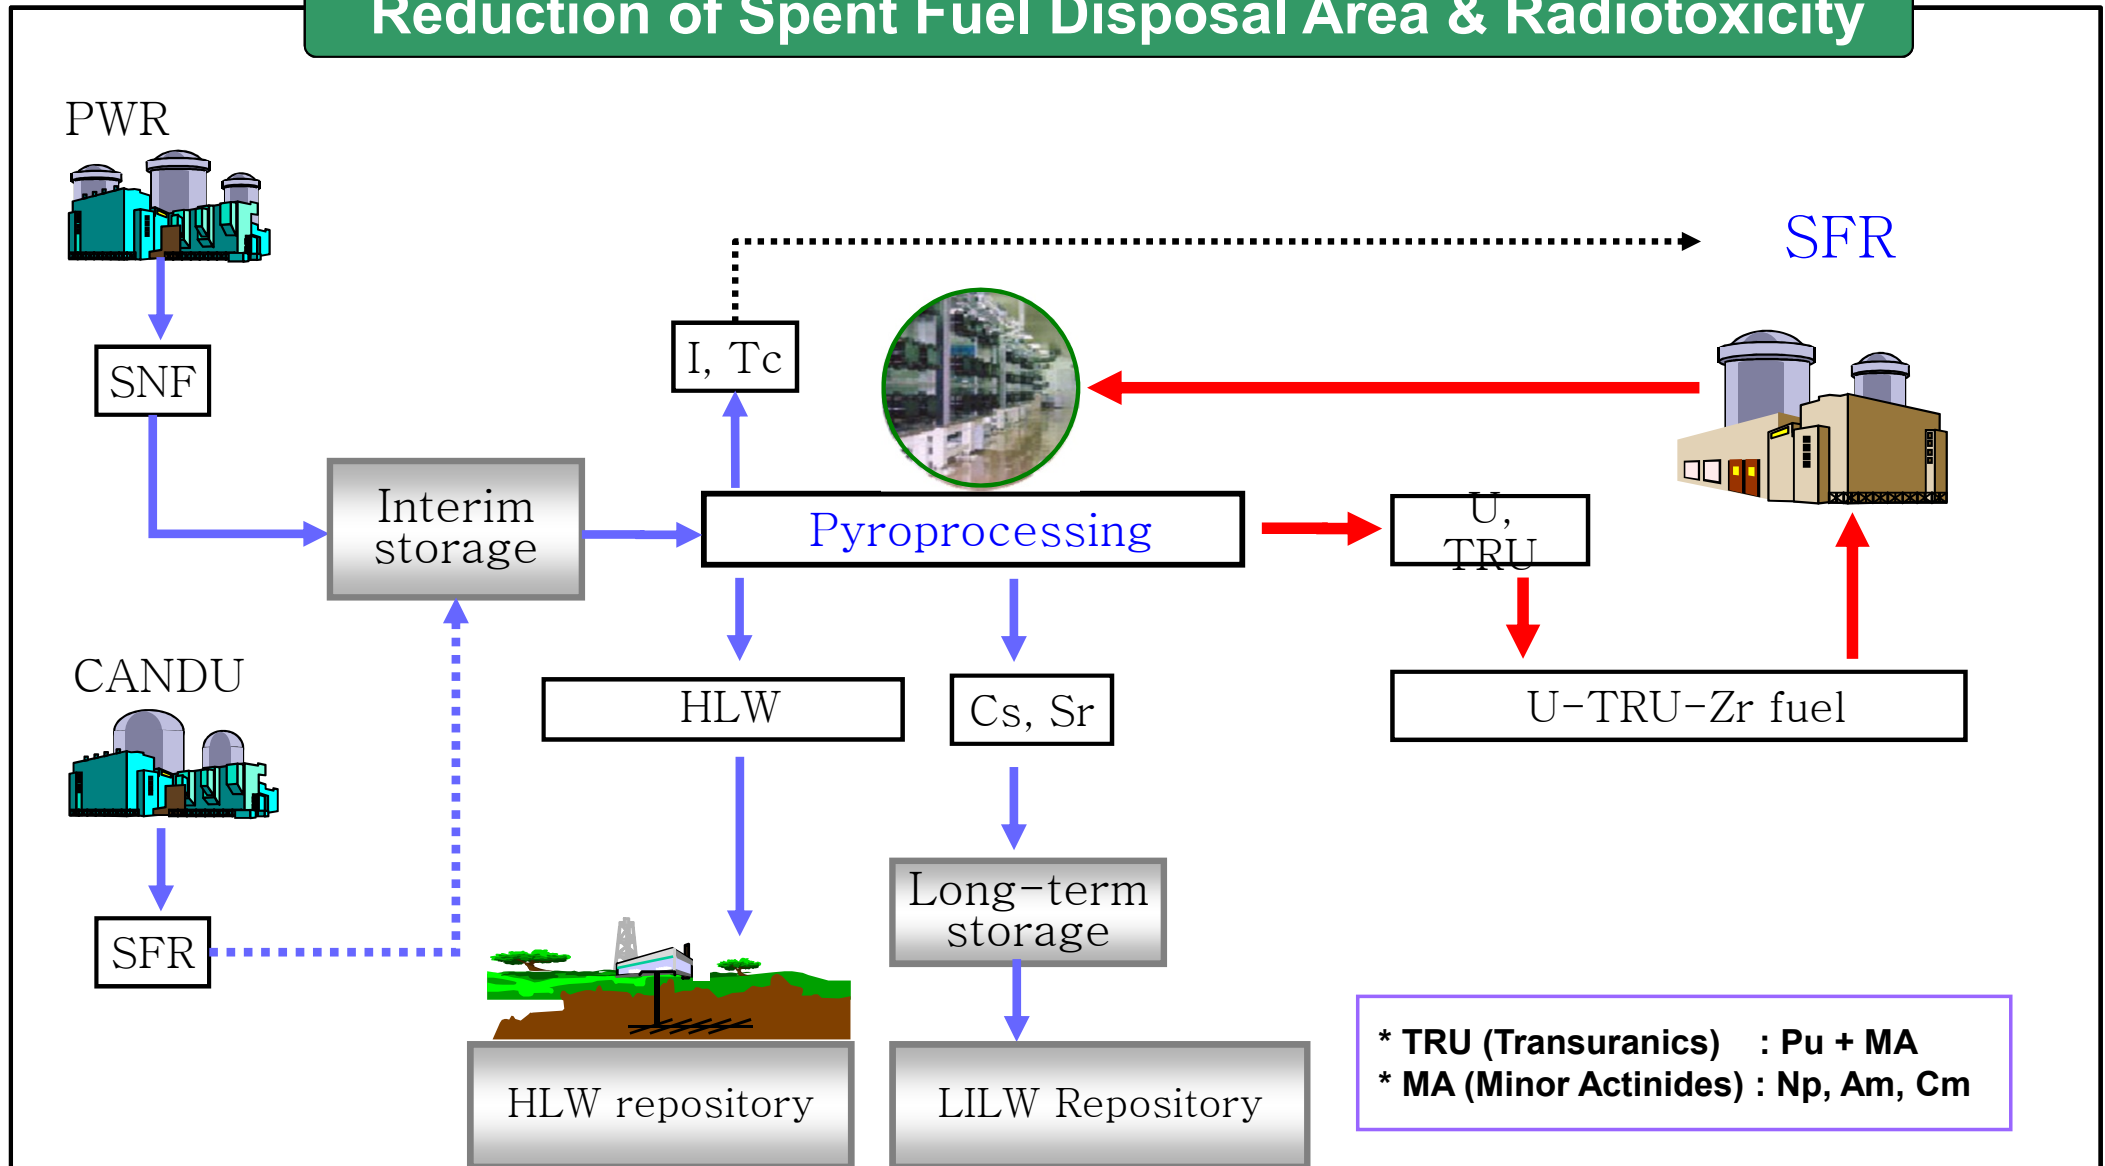 Reduction of Spent Fuel Disposal Area & Radiotoxicity
PWR
SFR
I, Tc
SNF
Interim
storage
Pyroprocessing
U,
TRU
CANDU
HLW
Cs, Sr
U-TRU-Zr fuel
Long-term
storage
SFR
* TRU (Transuranics) : Pu + MA
* MA (Minor Actinides) : Np, Am, Cm
HLW repository
LILW Repository